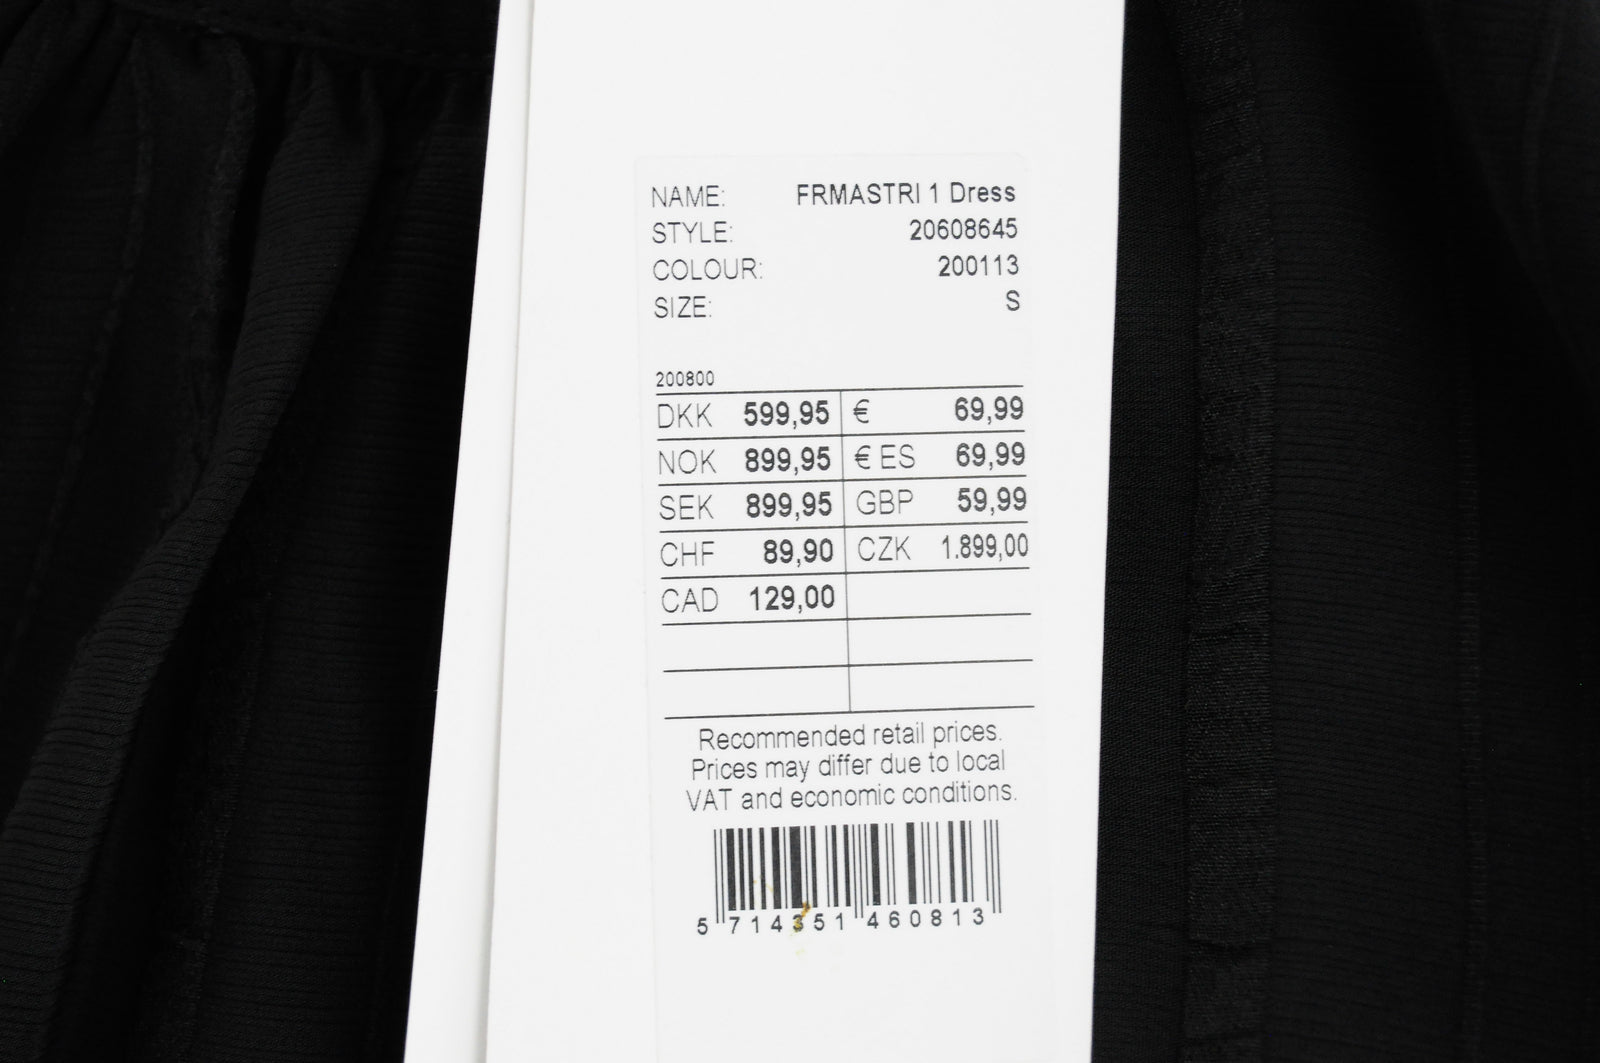 NAME: FRMASTRI 1 Dress
STYLE: 20608645
COLOUR: 200113
SIZE: S
200800
DKK 599,95 € 69,99
NOK 899,95 € ES 69,99
SEK 899,95 GBP 59,99
CHF 89,90 CZK 1.899,00
CAD 129,00
Recommended retail prices.
Prices may differ due to local
VAT and economic conditions.
5 714351 460813